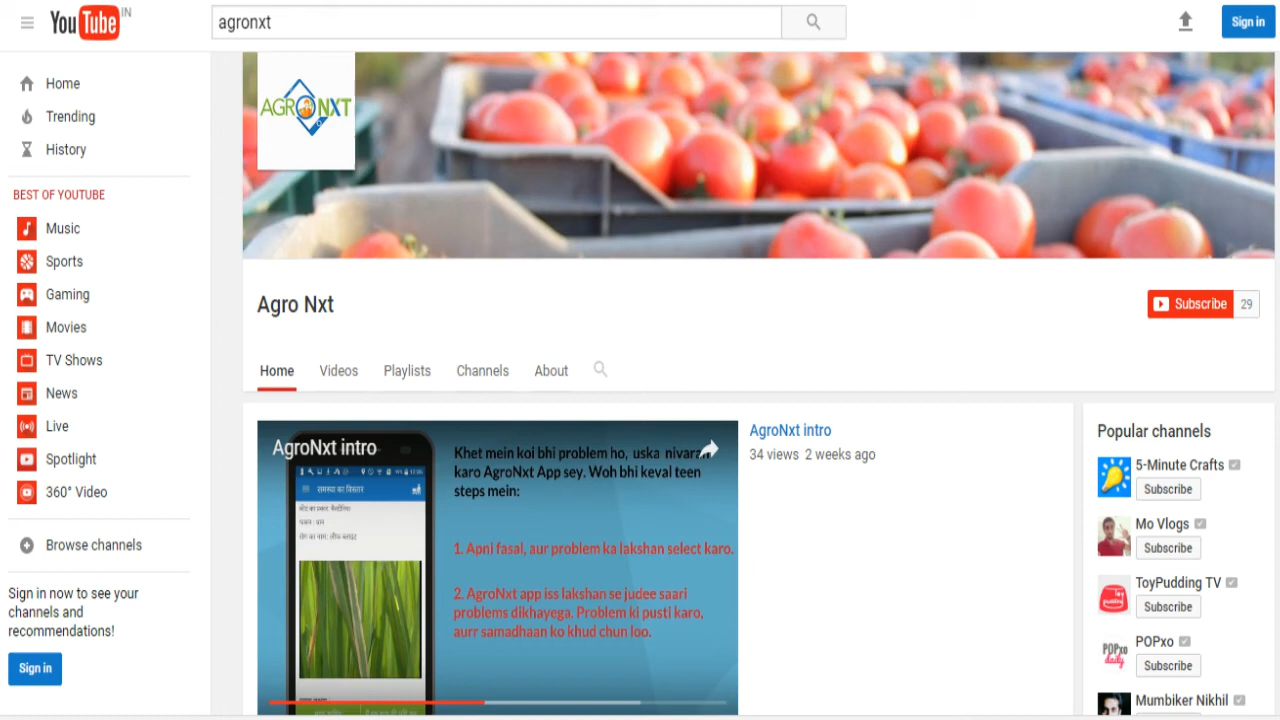 YouTube IN
agronxt
Sign in
Home
Trending
History
BEST OF YOUTUBE
Music
Sports
Gaming
Movies
TV Shows
News
Live
Spotlight
360° Video
Browse channels
Sign in now to see your
channels and
recommendations!
Sign in
AGRONXT
Agro Nxt
Subscribe 29
Home Videos Playlists Channels About
AgroNxt intro
समस्या का विस्तार
Khet mein koi bhi problem ho, uska nivaran
karo AgroNxt App sey. Woh bhi keval teen
steps mein:
1. Apni fasal, aur problem ka lakshan select karo.
2. AgroNxt app iss lakshan se judee saari
problems dikhayega. Problem ki pusti karo,
aurr samadhaan ko khud chun loo.
AgroNxt intro
34 views 2 weeks ago
Popular channels
5-Minute Crafts
Subscribe
Mo Vlogs
Subscribe
ToyPudding TV
Subscribe
POPxo
Subscribe
POPxo
daily
Mumbiker Nikhil